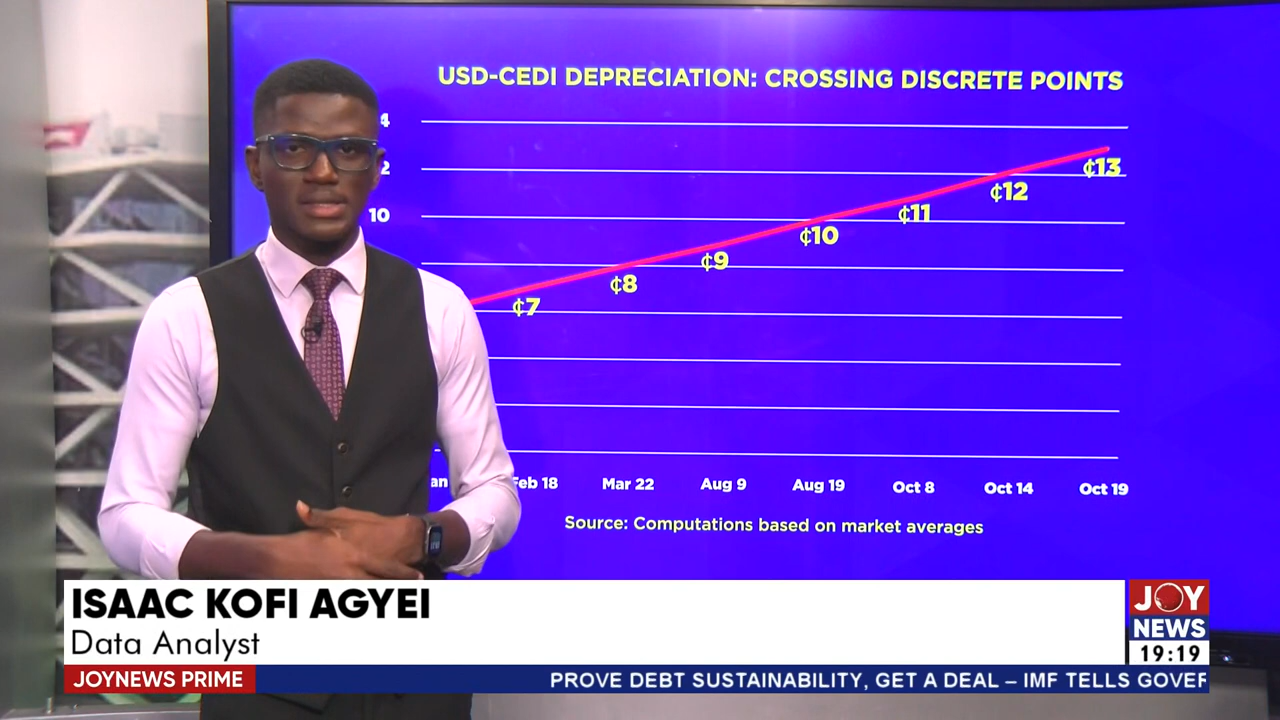 USD-CEDI DEPRECIATION: CROSSING DISCRETE POINTS
10
₵13
₵12
₵11
₵10
₵9
₵8
₵7
Feb 18 Mar 22 Aug 9 Aug 19 Oct 8 Oct 14 Oct 19
Source: Computations based on market averages
ISAAC KOFI AGYEI
Data Analyst
JOY
NEWS
19:19
JOYNEWS PRIME
PROVE DEBT SUSTAINABILITY, GET A DEAL – IMF TELLS